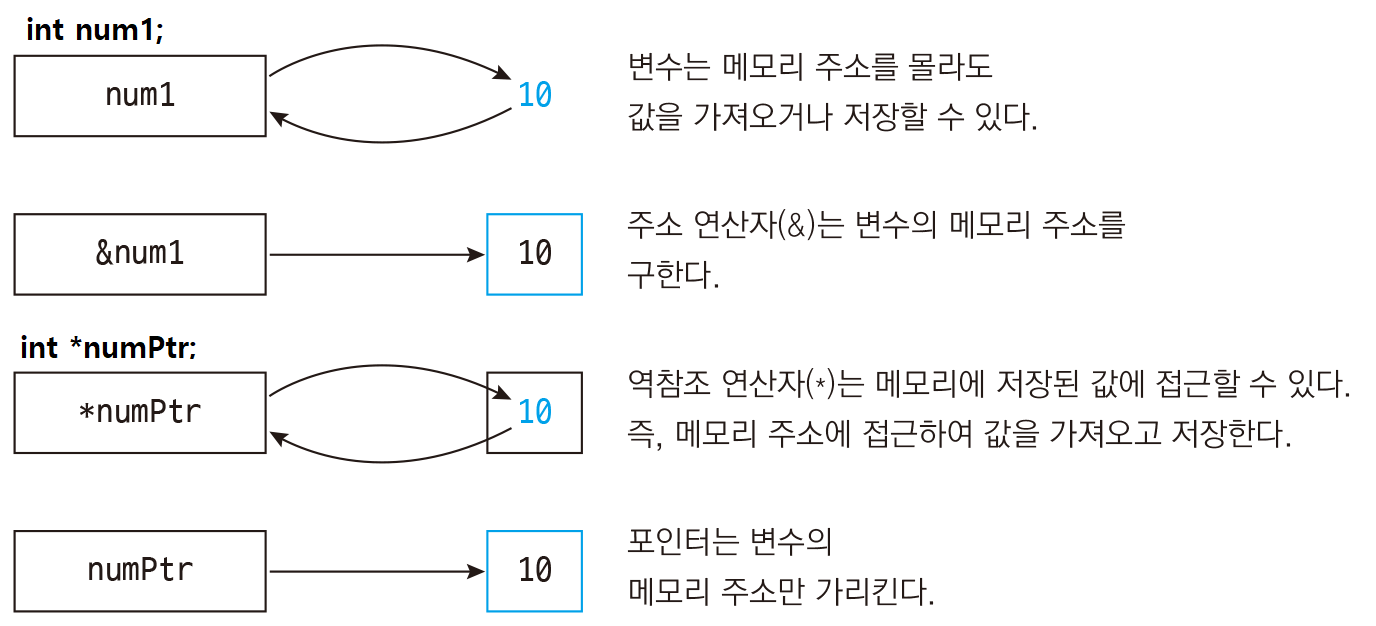 int num1;
num1
10
변수는 메모리 주소를 몰라도
값을 가져오거나 저장할 수 있다.
&num1
10
주소 연산자(&)는 변수의 메모리 주소를
구한다.
int *numPtr;
*numPtr
10
역참조 연산자(*)는 메모리에 저장된 값에 접근할 수 있다.
즉, 메모리 주소에 접근하여 값을 가져오고 저장한다.
numPtr
10
포인터는 변수의
메모리 주소만 가리킨다.